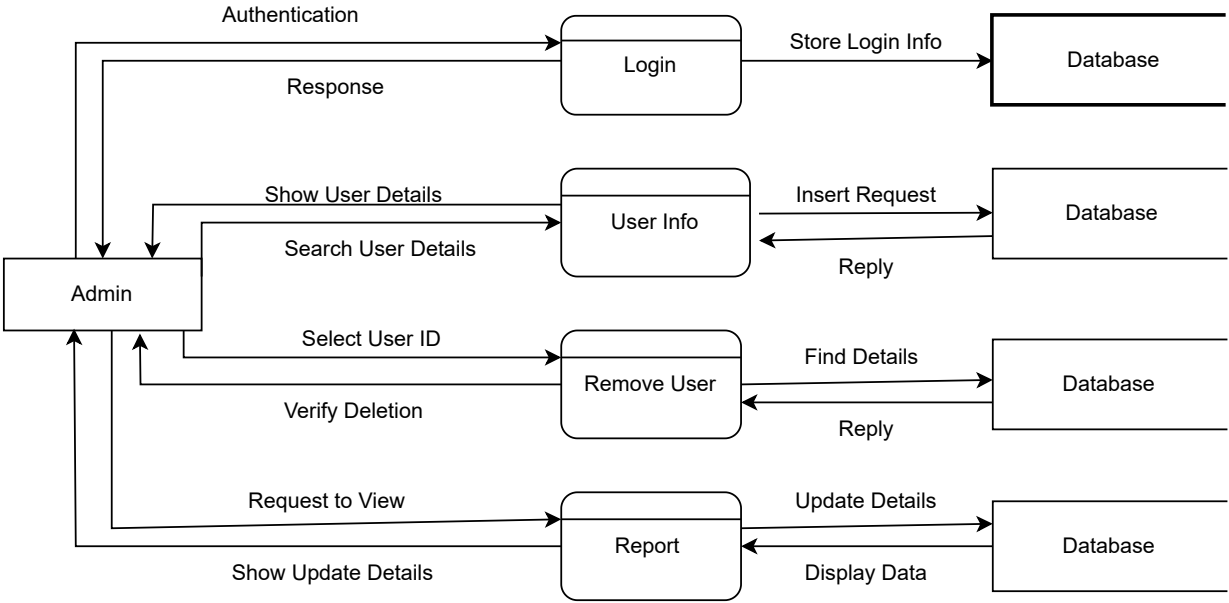 Authentication
Store Login Info
Login
Database
Response
Show User Details
Insert Request
User Info
Database
Search User Details
Reply
Admin
Select User ID
Find Details
Remove User
Database
Verify Deletion
Reply
Request to View
Update Details
Report
Database
Show Update Details
Display Data